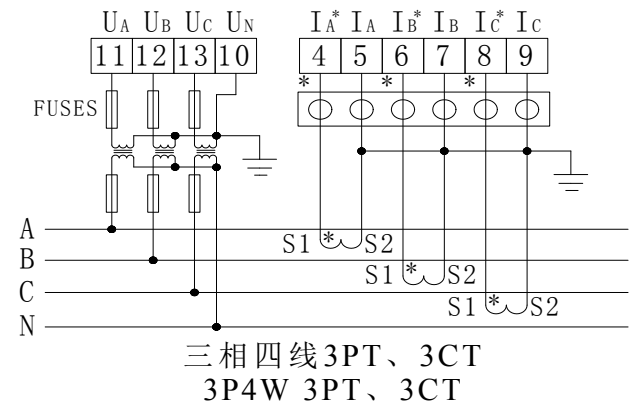 UA UB UC UN IA* IA IB* IB IC* IC
11 12 13 10 4 5 6 7 8 9
* * *
FUSES
A
S1 * S2
B
S1 * S2
C
S1 * S2
N
三相四线3PT、3CT
3P4W 3PT、3CT